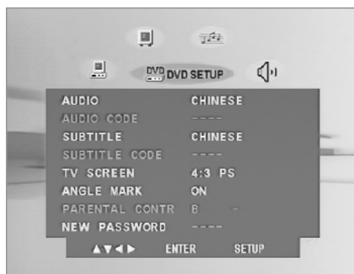 DVD DVD SETUP
AUDIO CHINESE
AUDIO CODE ----
SUBTITLE CHINESE
SUBTITLE CODE ----
TV SCREEN 4:3 PS
ANGLE MARK ON
PARENTAL CONTR 8 -
NEW PASSWORD ----
▲▼◀▶ ENTER SETUP